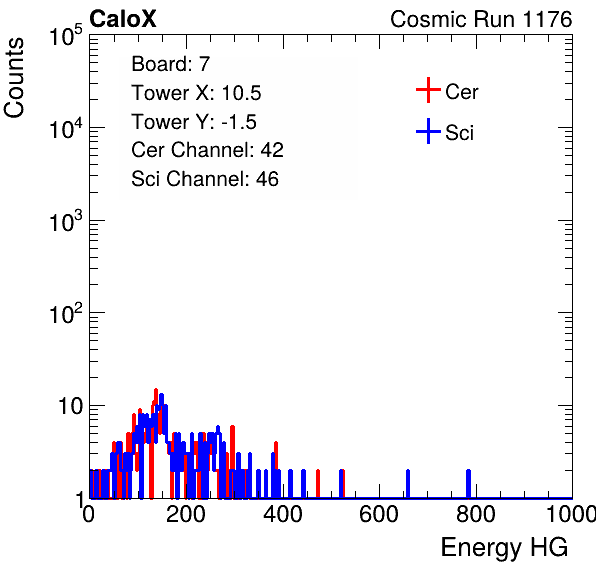 CaloX Cosmic Run 1176
Counts
10^5
10^4
10^3
10^2
10
1
Board: 7
Tower X: 10.5
Tower Y: -1.5
Cer Channel: 42
Sci Channel: 46
Cer
Sci
0 200 400 600 800 1000
Energy HG